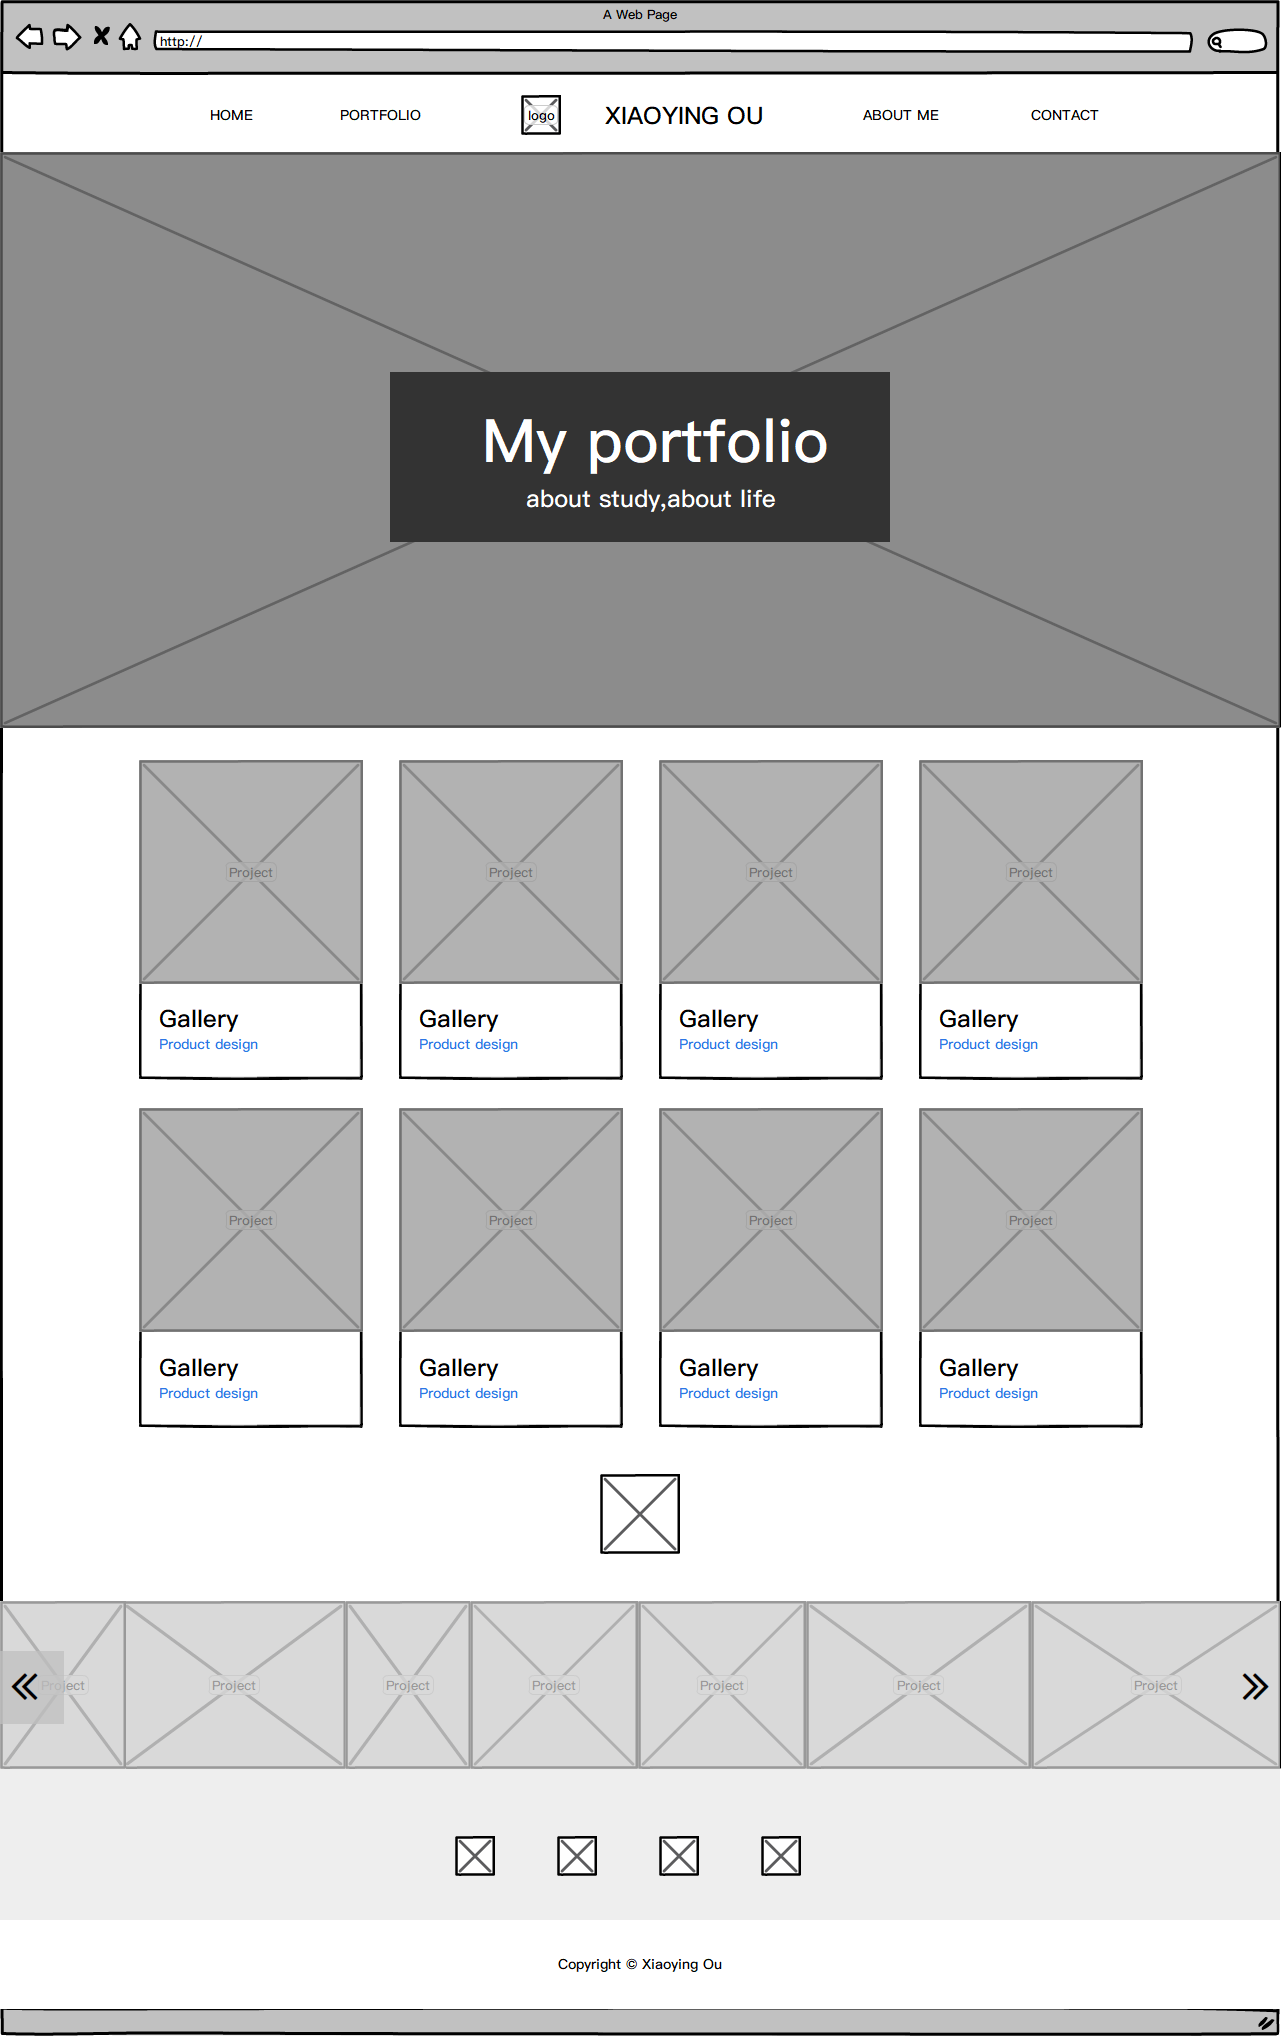 A Web Page
http://
HOME
PORTFOLIO
logo
XIAOYING OU
ABOUT ME
CONTACT
My portfolio
about study,about life
Project
Project
Project
Project
Gallery
Gallery
Gallery
Gallery
Product design
Product design
Product design
Product design
Project
Project
Project
Project
Gallery
Gallery
Gallery
Gallery
Product design
Product design
Product design
Product design
Project
Project
Project
Project
Project
Project
Project
Copyright © Xiaoying Ou